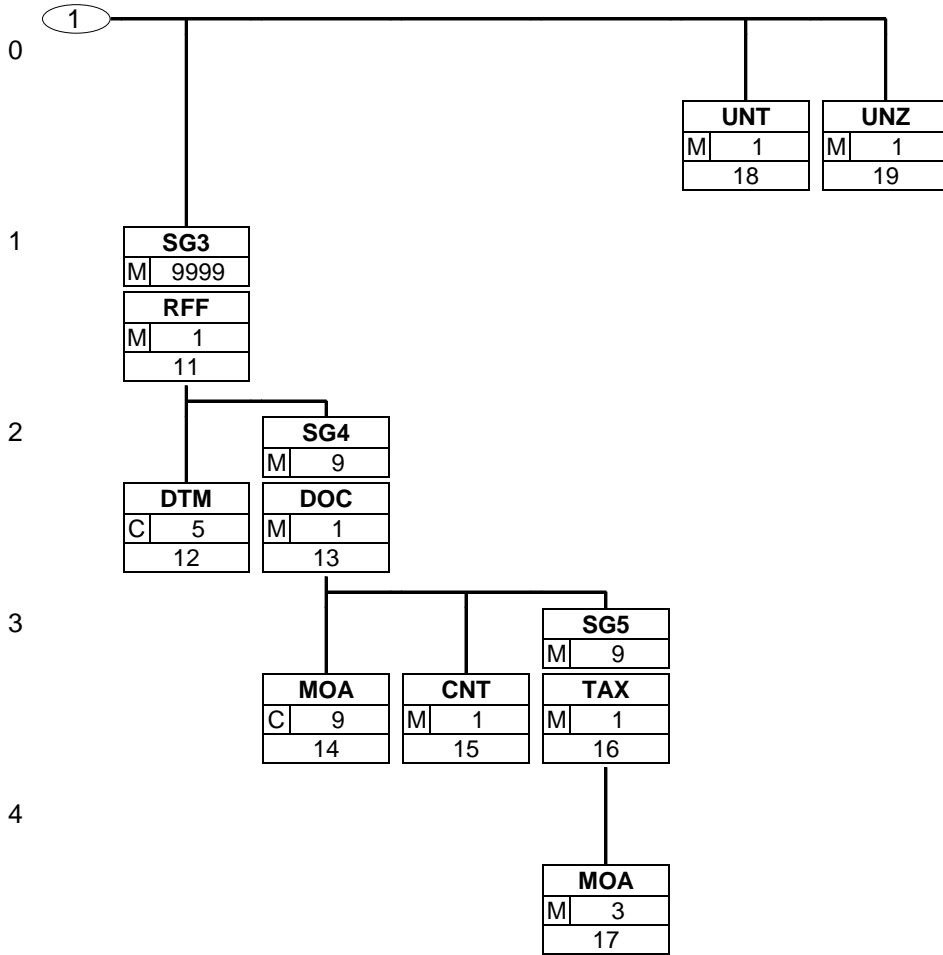 1
0
UNT UNZ
M 1 M 1
18 19
1
SG3
M 9999
RFF
M 1
11
2
SG4
M 9
DTM DOC
C 5 M 1
12 13
3
SG5
M 9
MOA CNT TAX
C 9 M 1 M 1
14 15 16
4
MOA
M 3
17